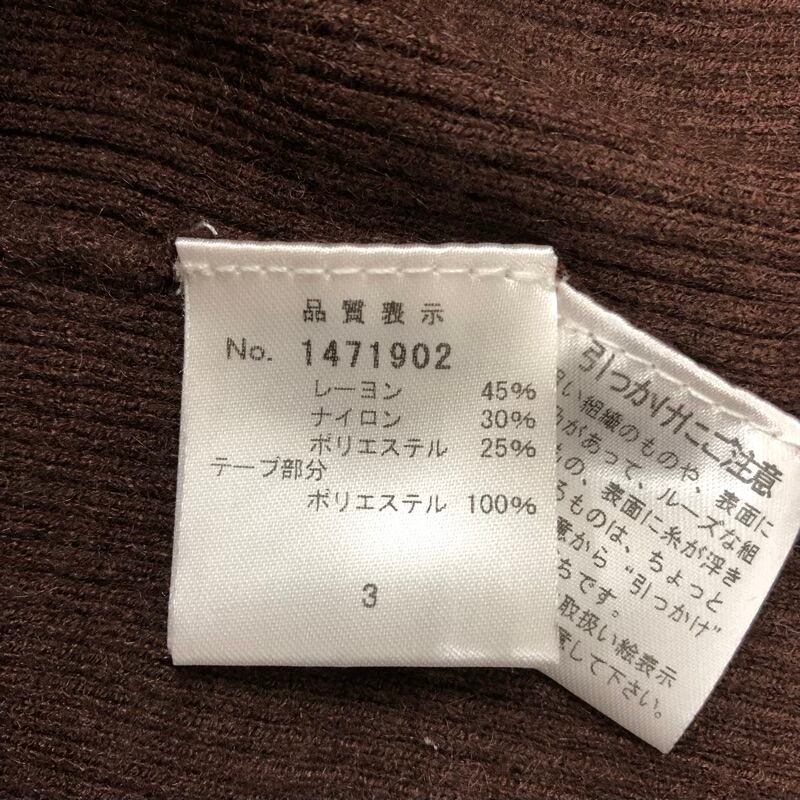 品質表示
No. 1471902
レーヨン 45%
ナイロン 30%
ポリエステル 25%
テープ部分
ポリエステル 100%
3
引っかけにご注意
い組織のものや、表面に
があって、ルーズな組
の、表面に糸が浮き
るものは、ちょっと
意から"引っかけ"
ちです。
取扱い絵表示
意して下さい。